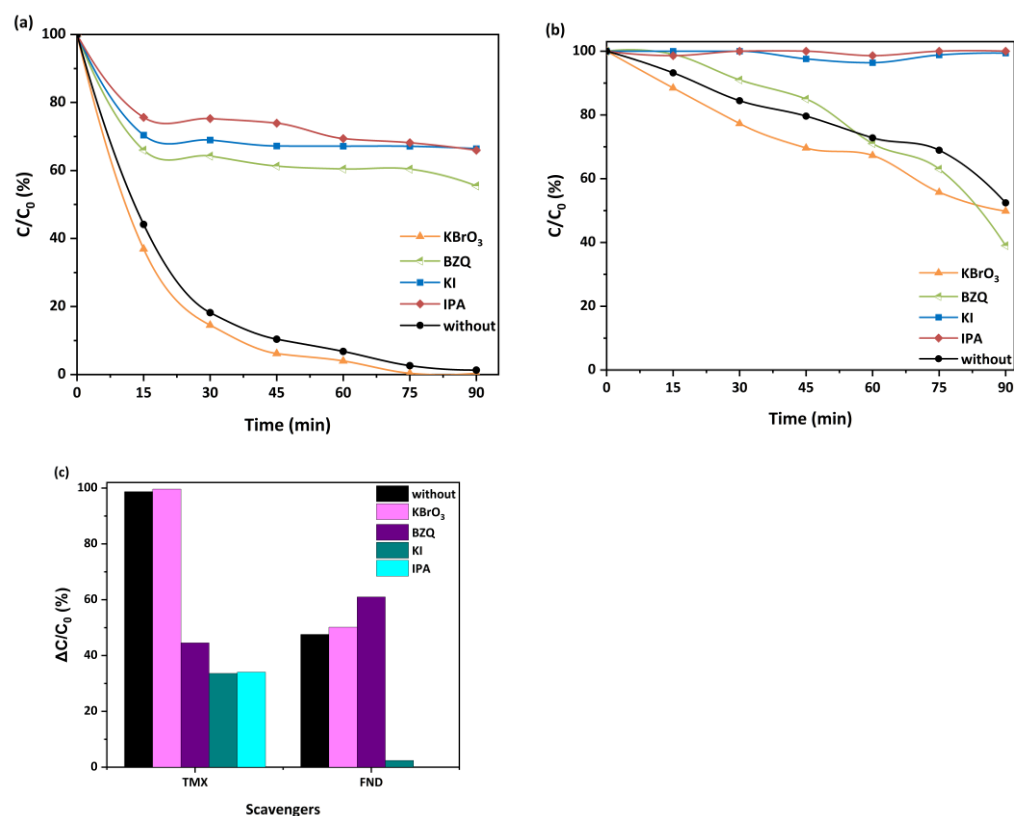 (a)
100
80
60
40
20
0
C/C₀ (%)
KBrO₃
BZQ
KI
IPA
without
0 15 30 45 60 75 90
Time (min)
(b)
100
80
60
40
20
0
C/C₀ (%)
KBrO₃
BZQ
KI
IPA
without
0 15 30 45 60 75 90
Time (min)
(c)
100
80
60
40
20
0
ΔC/C₀ (%)
without
KBrO₃
BZQ
KI
IPA
TMX FND
Scavengers